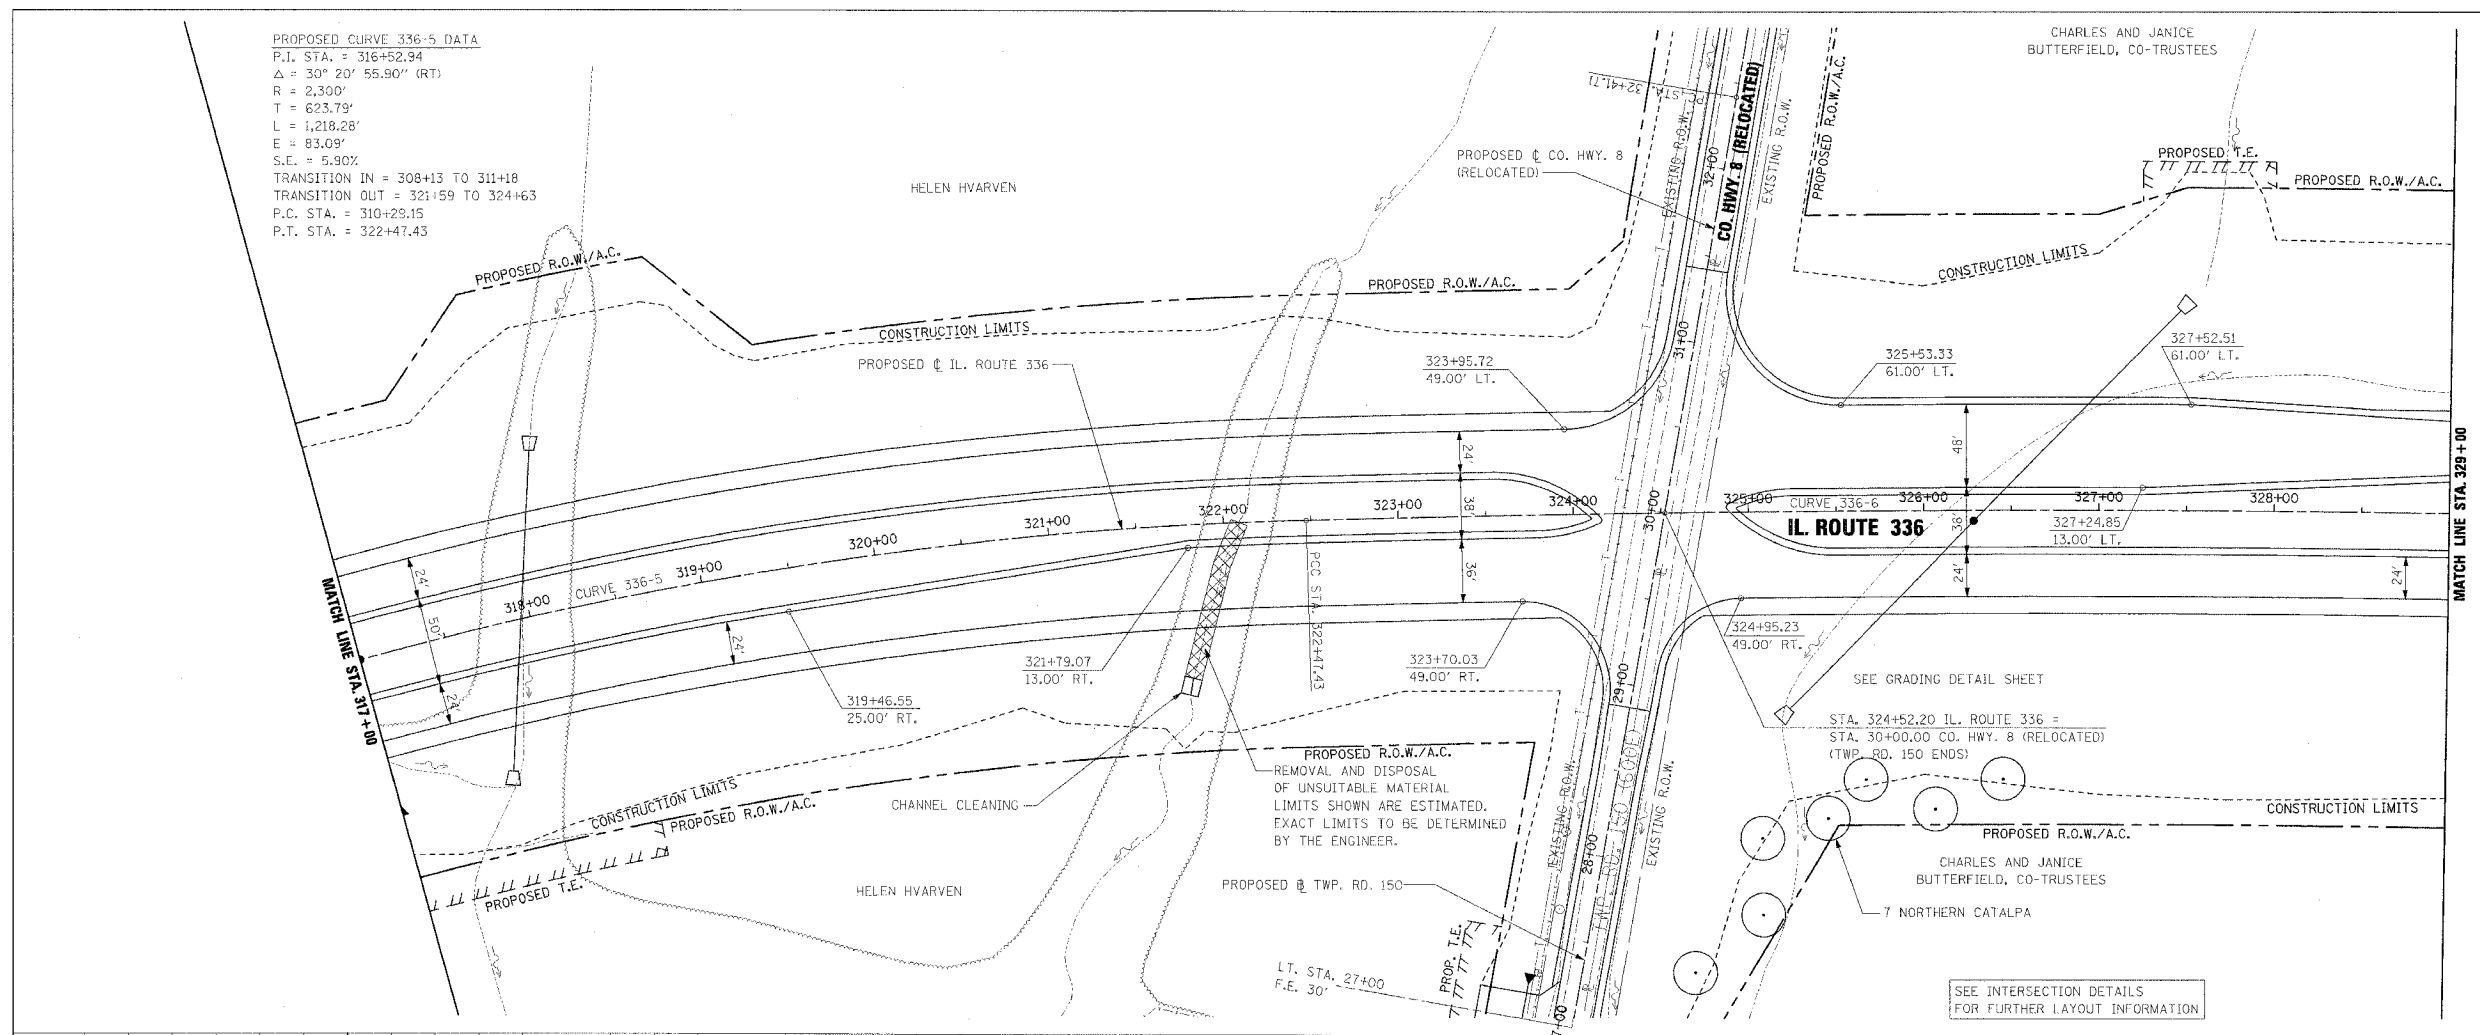 PROPOSED CURVE 336-5 DATA
P.I. STA. = 316+52.94
Δ = 30° 20' 55.90" (RT)
R = 2,300'
T = 623.79'
L = 1,218.28'
E = 83.09'
S.E. = 5.90%
TRANSITION IN = 308+13 TO 311+18
TRANSITION OUT = 321+59 TO 324+63
P.C. STA. = 310+29.15
P.T. STA. = 322+47.43
HELEN HVARVEN
CHARLES AND JANICE
BUTTERFIELD, CO-TRUSTEES
STA. 32+41.71
PROPOSED ℄ CO. HWY. 8
(RELOCATED)
EXISTING R.O.W.
32+00
CO. HWY. 8 (RELOCATED)
EXISTING R.O.W.
PROPOSED R.O.W./A.C.
PROPOSED T.E.
PROPOSED R.O.W./A.C.
CONSTRUCTION LIMITS
PROPOSED R.O.W./A.C.
PROPOSED R.O.W./A.C.
CONSTRUCTION LIMITS
PROPOSED ℄ IL. ROUTE 336
31+00
323+95.72
49.00' LT.
325+53.33
61.00' LT.
327+52.51
61.00' LT.
24'
38'
36'
48'
38'
24'
24'
MATCH LINE STA. 329+00
MATCH LINE STA. 317+00
24'
50'
24'
24'
318+00
CURVE 336-5
319+00
320+00
321+00
322+00
323+00
324+00
30+00
325+00
CURVE 336-6
326+00
327+00
328+00
IL. ROUTE 336
327+24.85
13.00' LT.
PCC STA. 322+47.43
319+46.55
25.00' RT.
321+79.07
13.00' RT.
323+70.03
49.00' RT.
324+95.23
49.00' RT.
29+00
SEE GRADING DETAIL SHEET
STA. 324+52.20 IL. ROUTE 336 =
STA. 30+00.00 CO. HWY. 8 (RELOCATED)
(TWP. RD. 150 ENDS)
PROPOSED R.O.W./A.C.
REMOVAL AND DISPOSAL
OF UNSUITABLE MATERIAL
LIMITS SHOWN ARE ESTIMATED.
EXACT LIMITS TO BE DETERMINED
BY THE ENGINEER.
CHANNEL CLEANING
CONSTRUCTION LIMITS
PROPOSED R.O.W./A.C.
PROPOSED T.E.
HELEN HVARVEN
EXISTING R.O.W.
28+00
TWP. RD. 150 (600E)
EXISTING R.O.W.
CONSTRUCTION LIMITS
PROPOSED R.O.W./A.C.
CHARLES AND JANICE
BUTTERFIELD, CO-TRUSTEES
7 NORTHERN CATALPA
PROPOSED ℄ TWP. RD. 150
PROP. T.E.
LT. STA. 27+00
F.E. 30'
SEE INTERSECTION DETAILS
FOR FURTHER LAYOUT INFORMATION